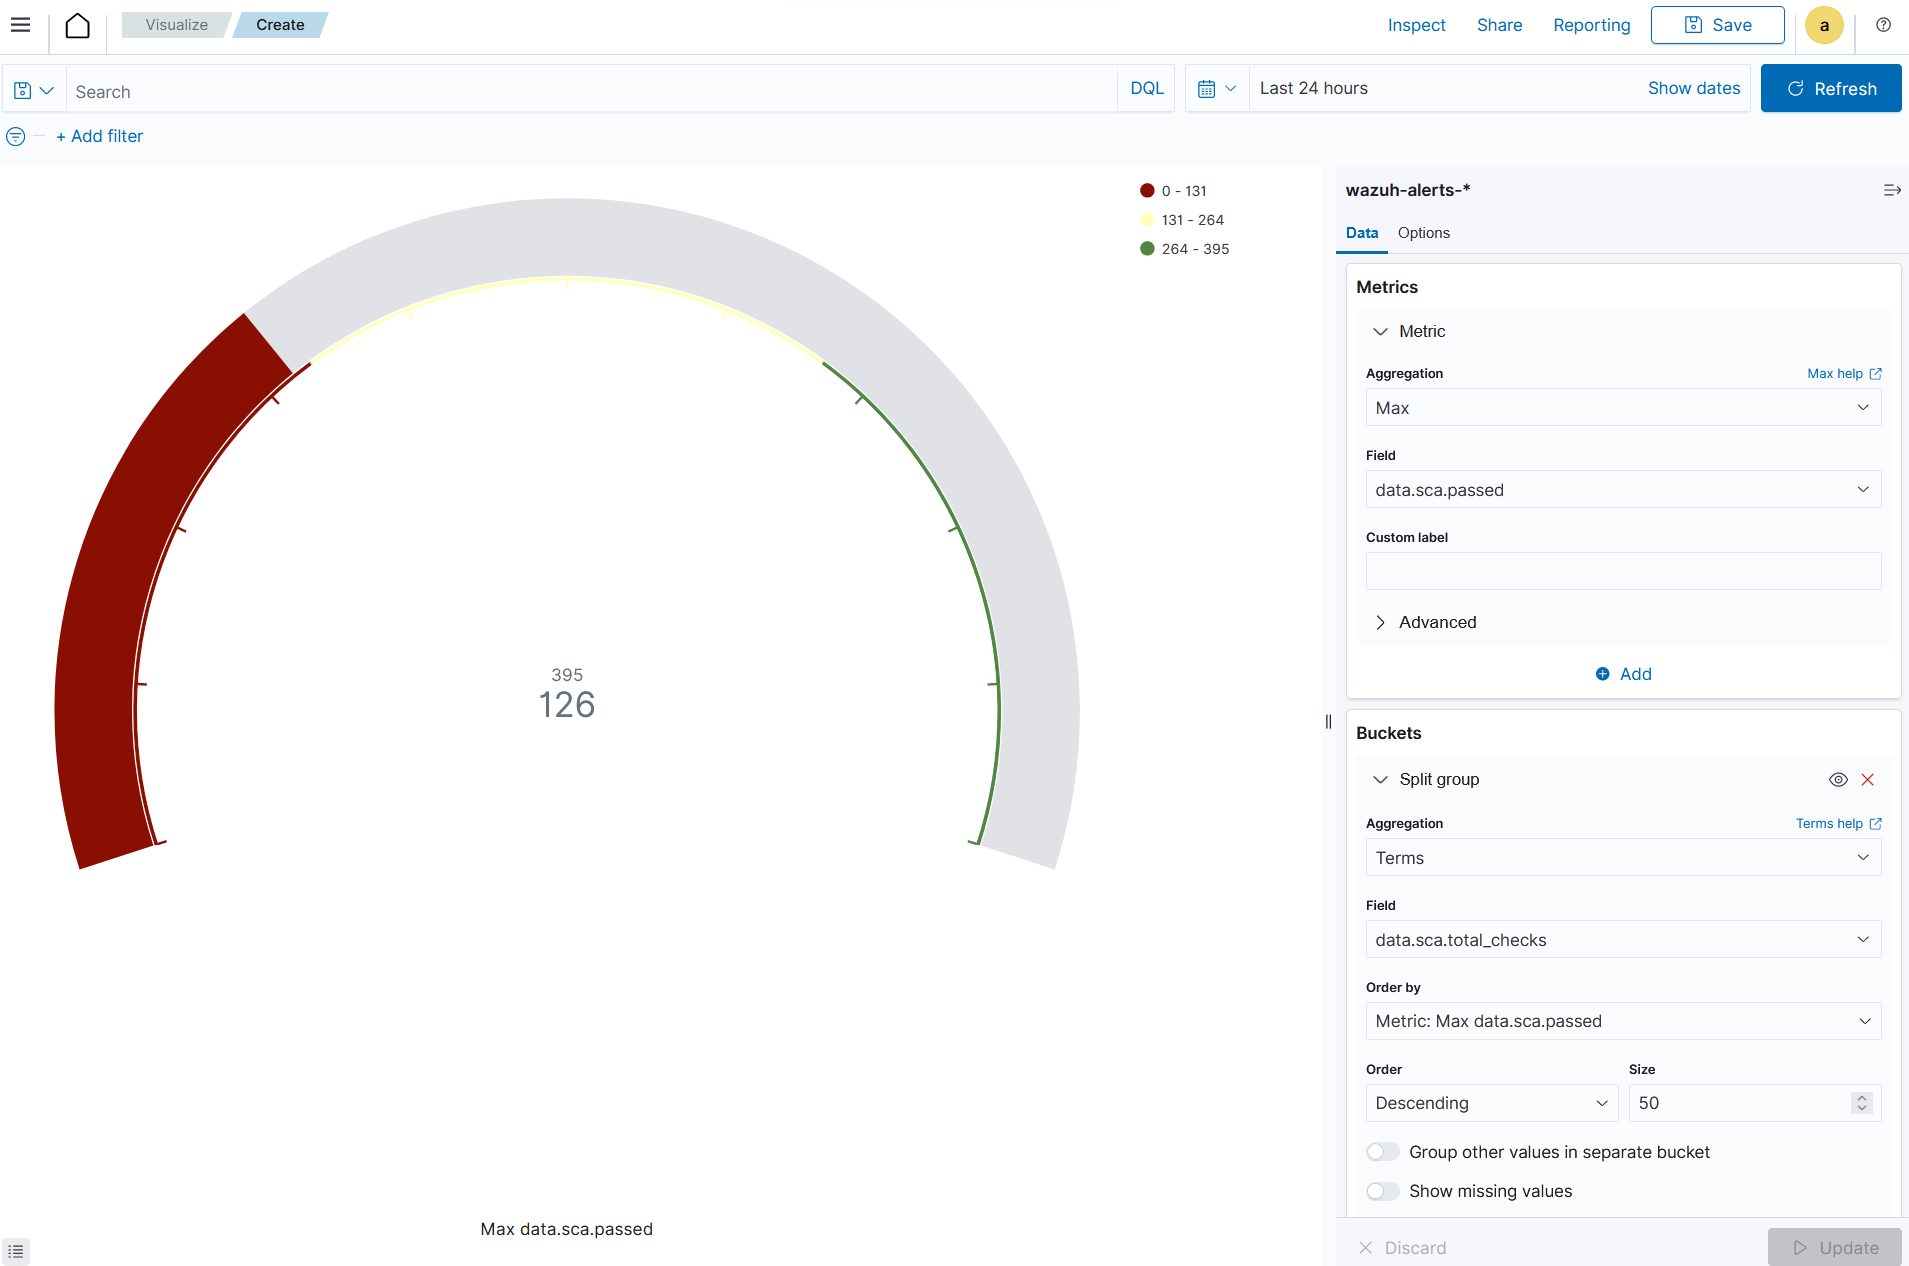 Visualize
Create
Inspect
Share
Reporting
Save
a
Search
DQL
Last 24 hours
Show dates
Refresh
+ Add filter
0 - 131
131 - 264
264 - 395
395
126
Max data.sca.passed
wazuh-alerts-*
Data
Options
Metrics
Metric
Aggregation
Max help
Max
Field
data.sca.passed
Custom label
Advanced
Add
Buckets
Split group
Aggregation
Terms help
Terms
Field
data.sca.total_checks
Order by
Metric: Max data.sca.passed
Order
Size
Descending
50
Group other values in separate bucket
Show missing values
Discard
Update